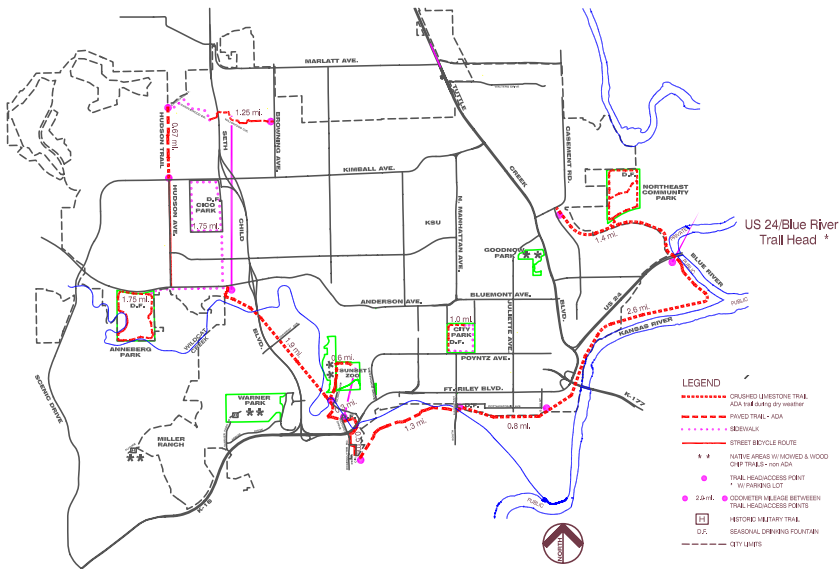 MARLATT AVE.
1.25 mi.
HUDSON TRAIL
0.67 mi.
SETH
BROWNING AVE.
TUTTLE
CASEMENT RD.
KIMBALL AVE.
CREEK
D.F.
NORTHEAST
COMMUNITY
PARK
HUDSON AVE.
D.F.
CICO
PARK
1.75 mi.
CHILD
KSU
N. MANHATTAN AVE.
GOODNOW
PARK
* *
1.4 mi.
US 24/Blue River
Trail Head *
BLUE RIVER
PUBLIC
PUBLIC
PUBLIC
1.75 mi.
D.F.
ANNEBERG
PARK
WILDCAT
CREEK
ANDERSON AVE.
BLUEMONT AVE.
JULIETTE AVE.
BLVD.
US 24
2.6 mi.
KANSAS RIVER
1.0 mi.
CITY
PARK
D.F.
POYNTZ AVE.
BLVD.
1.9 mi.
0.6 mi.
* *
SUNSET
ZOO
SCENIC DRIVE
WARNER
PARK
* *
FT. RILEY BLVD.
K-177
MILLER
RANCH
* *
1.3 mi.
0.8 mi.
K-18
PUBLIC
NORTH
LEGEND
CRUSHED LIMESTONE TRAIL
ADA trail during dry weather
PAVED TRAIL - ADA
SIDEWALK
STREET BICYCLE ROUTE
* * NATIVE AREAS W/ MOWED & WOOD
CHIP TRAILS - non ADA
TRAIL HEAD/ACCESS POINT
* W/ PARKING LOT
2.6 mi. ODOMETER MILEAGE BETWEEEN
TRAIL HEAD/ACCESS POINTS
H HISTORIC MILITARY TRAIL
D.F. SEASONAL DRINKING FOUNTAIN
CITY LIMITS